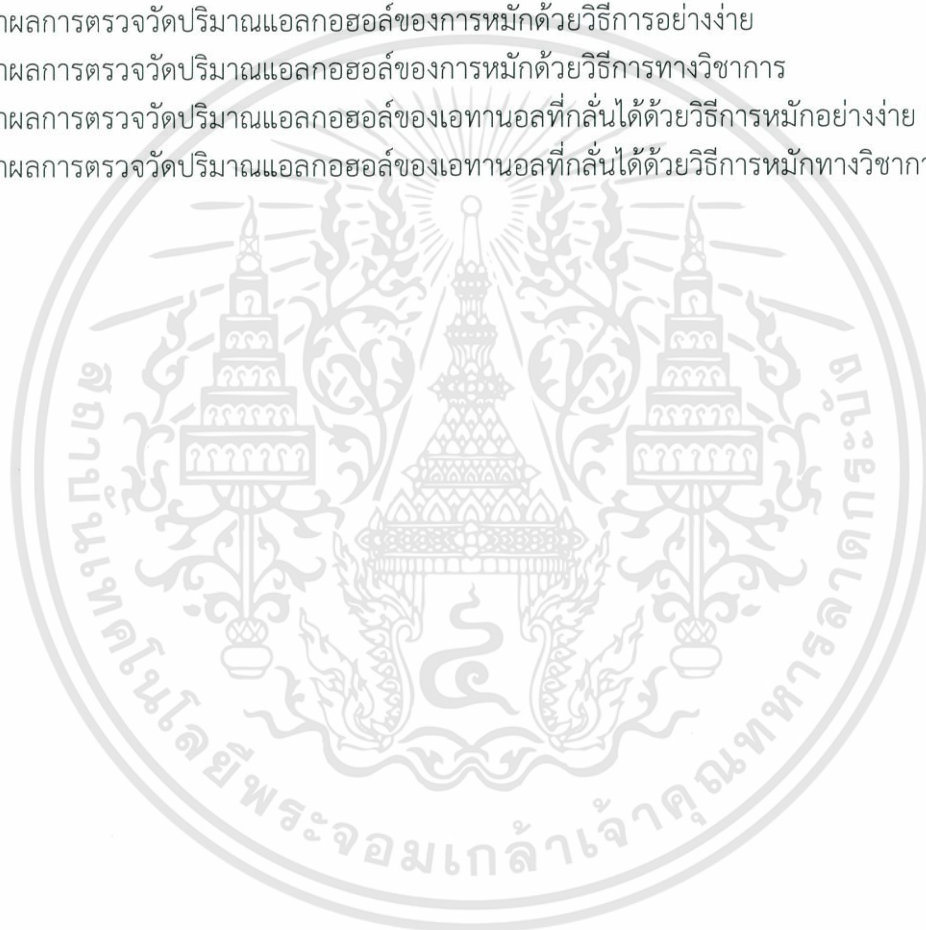 ผลการตรวจวัดปริมาณแอลกอฮอล์ของการหมักด้วยวิธีการอย่างง่าย
ผลการตรวจวัดปริมาณแอลกอฮอล์ของการหมักด้วยวิธีการทางวิชาการ
ผลการตรวจวัดปริมาณแอลกอฮอล์ของเอทานอลที่กลั่นได้ด้วยวิธีการหมักอย่างง่าย
ผลการตรวจวัดปริมาณแอลกอฮอล์ของเอทานอลที่กลั่นได้ด้วยวิธีการหมักทางวิชากา
สถาบันเทคโนโลยีพระจอมเกล้าเจ้าคุณทหารลาดกระบัง
๔